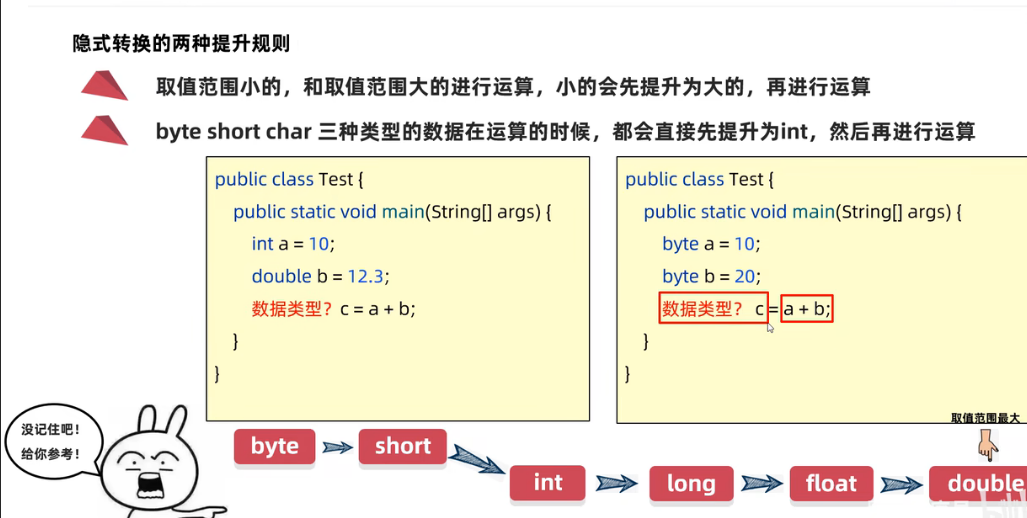 隐式转换的两种提升规则
取值范围小的，和取值范围大的进行运算，小的会先提升为大的，再进行运算
byte short char 三种类型的数据在运算的时候，都会直接先提升为int，然后再进行运算
public class Test {
public static void main(String[] args) {
int a = 10;
double b = 12.3;
数据类型？ c = a + b;
}
}
public class Test {
public static void main(String[] args) {
byte a = 10;
byte b = 20;
数据类型？ c = a + b;
}
}
取值范围最大
没记住吧！
给你参考！
byte short
int long float double